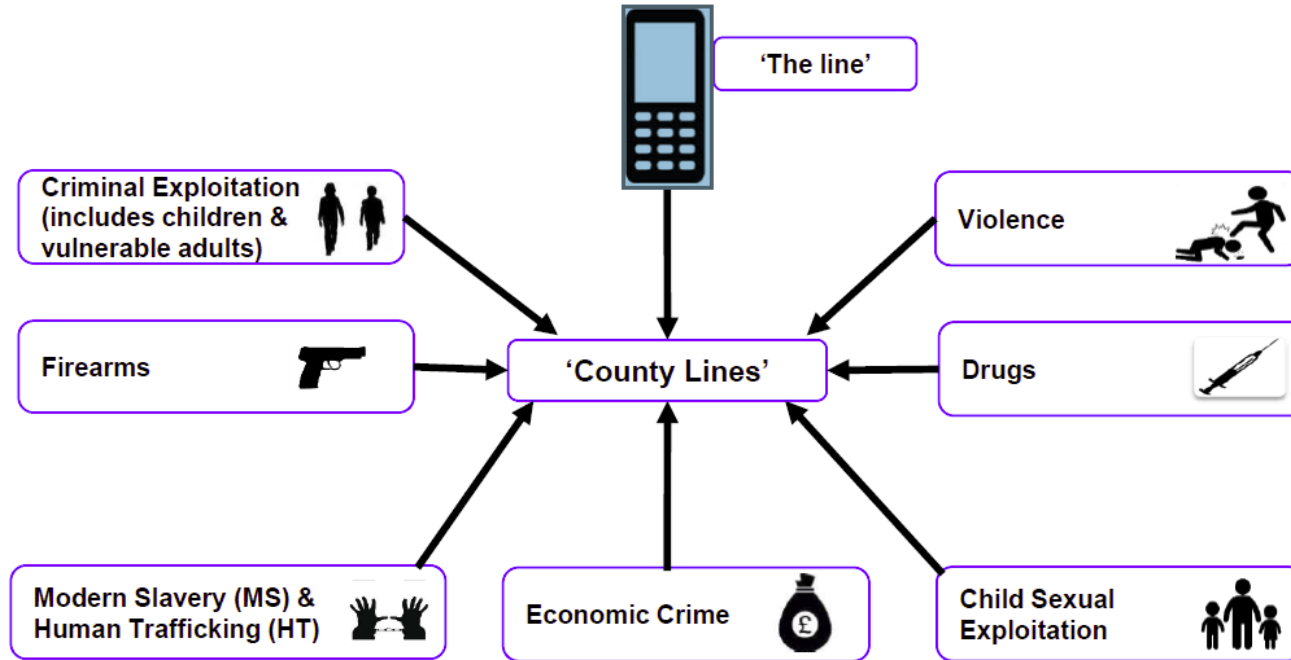 ‘The line’
Criminal Exploitation
(includes children &
vulnerable adults)
Violence
Firearms
‘County Lines’
Drugs
Modern Slavery (MS) &
Human Trafficking (HT)
Economic Crime
£
Child Sexual
Exploitation